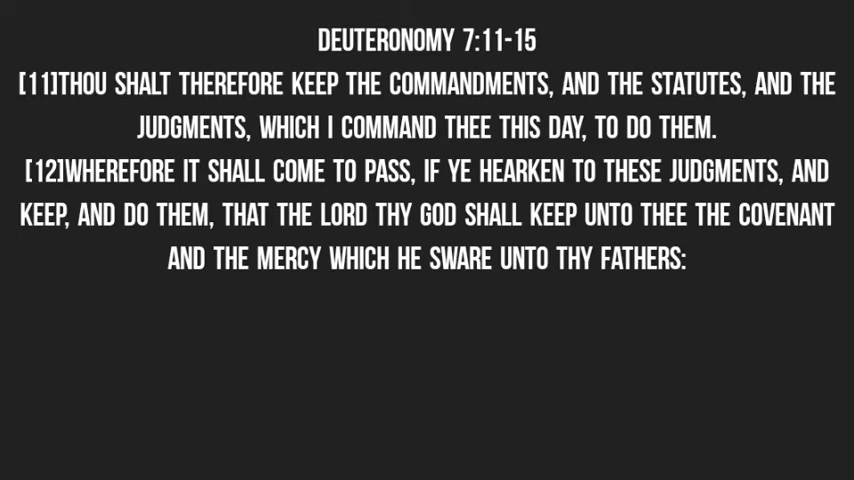 DEUTERONOMY 7:11-15
[11]THOU SHALT THEREFORE KEEP THE COMMANDMENTS, AND THE STATUTES, AND THE
JUDGMENTS, WHICH I COMMAND THEE THIS DAY, TO DO THEM.
[12]WHEREFORE IT SHALL COME TO PASS, IF YE HEARKEN TO THESE JUDGMENTS, AND
KEEP, AND DO THEM, THAT THE LORD THY GOD SHALL KEEP UNTO THEE THE COVENANT
AND THE MERCY WHICH HE SWARE UNTO THY FATHERS: